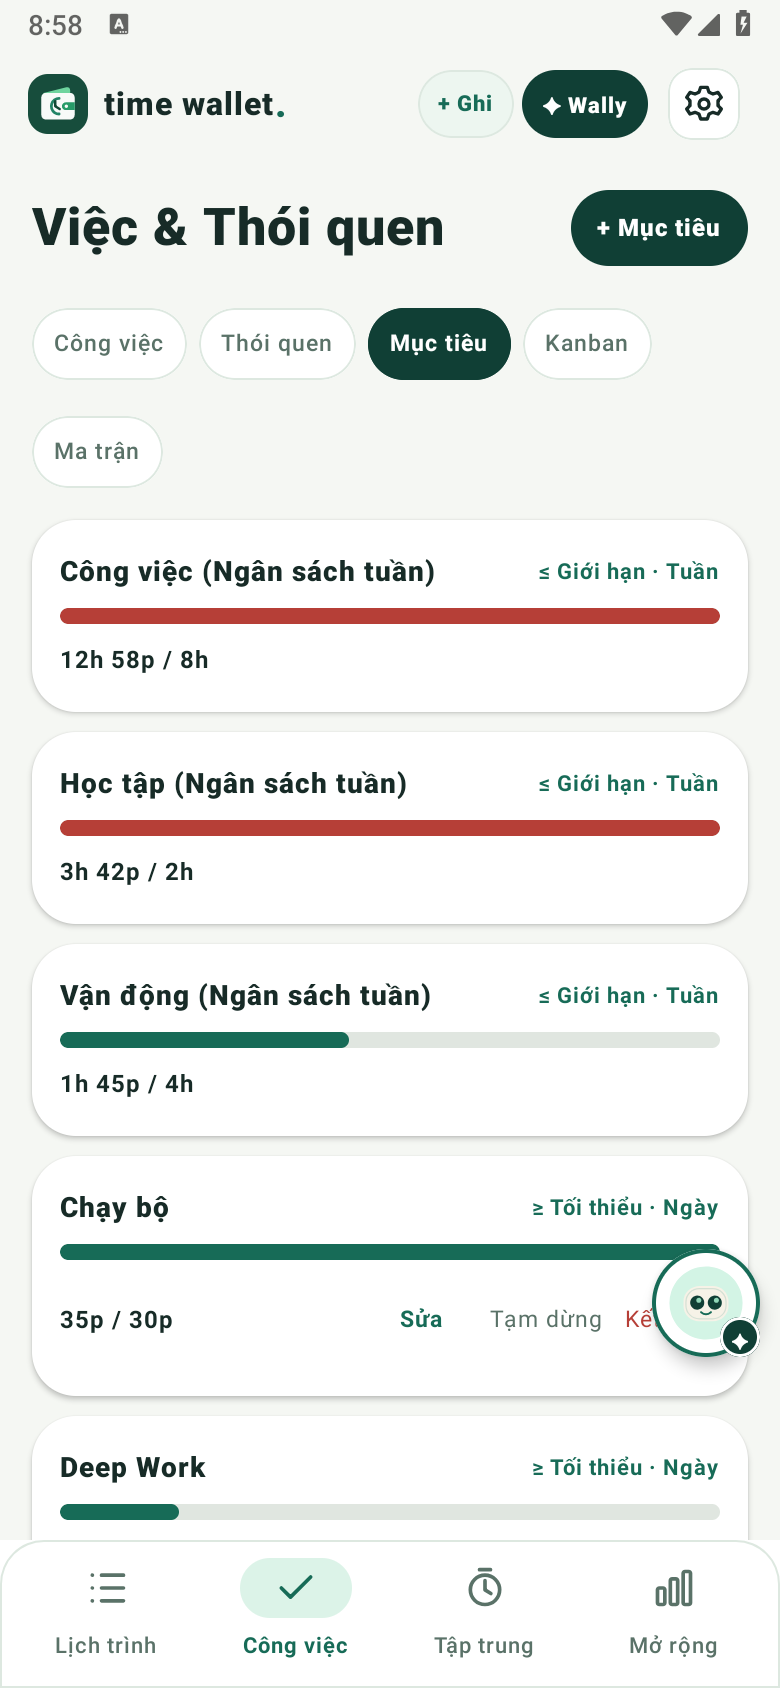 8:58
time wallet.
+ Ghi
Wally
Việc & Thói quen
+ Mục tiêu
Công việc
Thói quen
Mục tiêu
Kanban
Ma trận
Công việc (Ngân sách tuần)
≤ Giới hạn · Tuần
12h 58p / 8h
Học tập (Ngân sách tuần)
≤ Giới hạn · Tuần
3h 42p / 2h
Vận động (Ngân sách tuần)
≤ Giới hạn · Tuần
1h 45p / 4h
Chạy bộ
≥ Tối thiểu · Ngày
35p / 30p
Sửa
Tạm dừng
Deep Work
≥ Tối thiểu · Ngày
Lịch trình
Công việc
Tập trung
Mở rộng